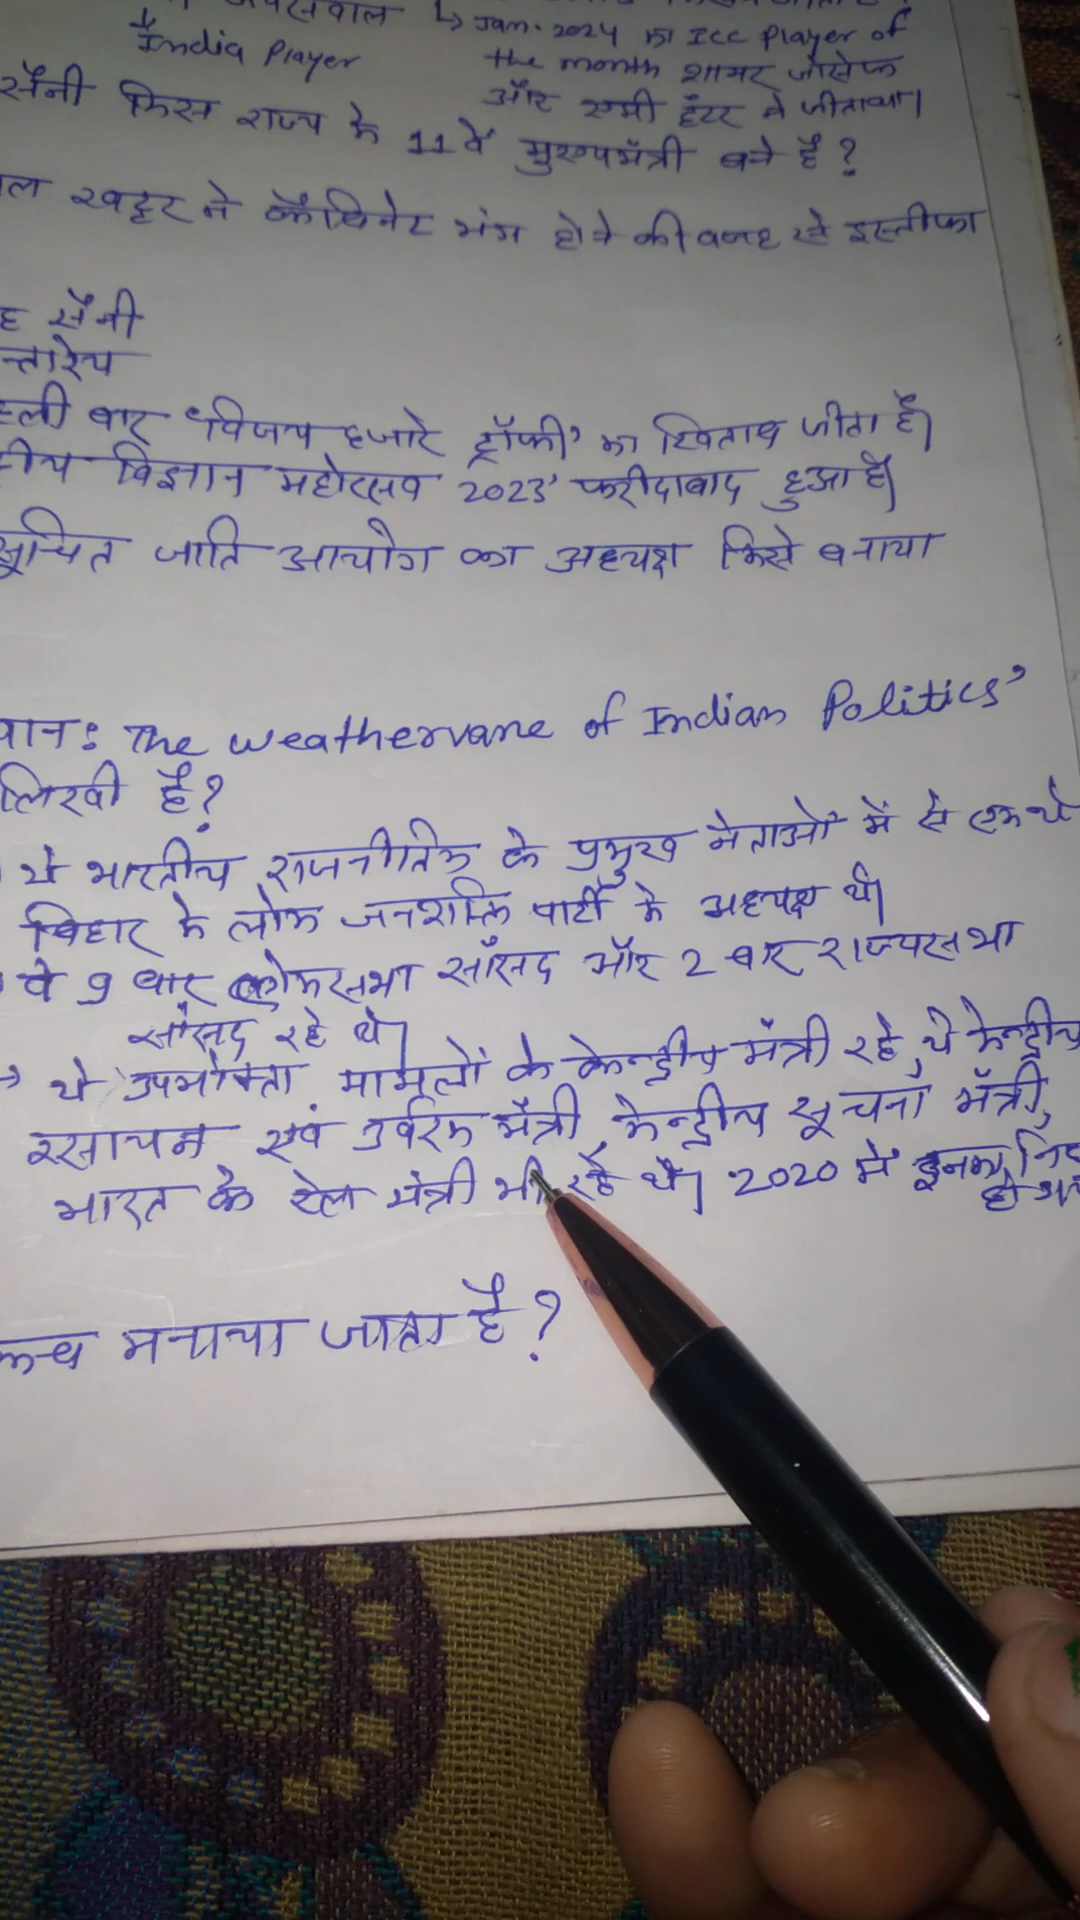 ↳ Jan. 2024 का ICC Player of
India Player
the month शामर जोसेफ
और एमी हंटर ने जीता था।
सैनी किस राज्य के 11वें मुख्यमंत्री बने है?
ल खट्टर ने कैबिनेट भंग होने की वजह से इस्तीफा
ह सैनी
न्तारेय
हली बार 'विजय हजारे ट्रॉफी' का खिताब जीता है।
ट्रीय विज्ञान महोत्सव 2023' फरीदाबाद हुआ है।
सूचित जाति आयोग का अध्यक्ष किसे बनाया
वान: The weathervane of Indian Politics'
लिखी है?
ये भारतीय राजनीतिक के प्रमुख नेताओं में से एक थे
बिहार के लोक जनशक्ति पार्टी के अध्यक्ष थे।
वे 9 बार लोकसभा सांसद और 2 बार राज्यसभा
सांसद रहे थे।
→ ये उपभोक्ता मामलों के केन्द्रीय मंत्री रहे, ये केन्द्रीय
रसायन एवं उर्वरक मंत्री, केन्द्रीय सूचना मंत्री,
भारत के रेल मंत्री भी रहे थे। 2020 में इनका
मनाया जाता है?